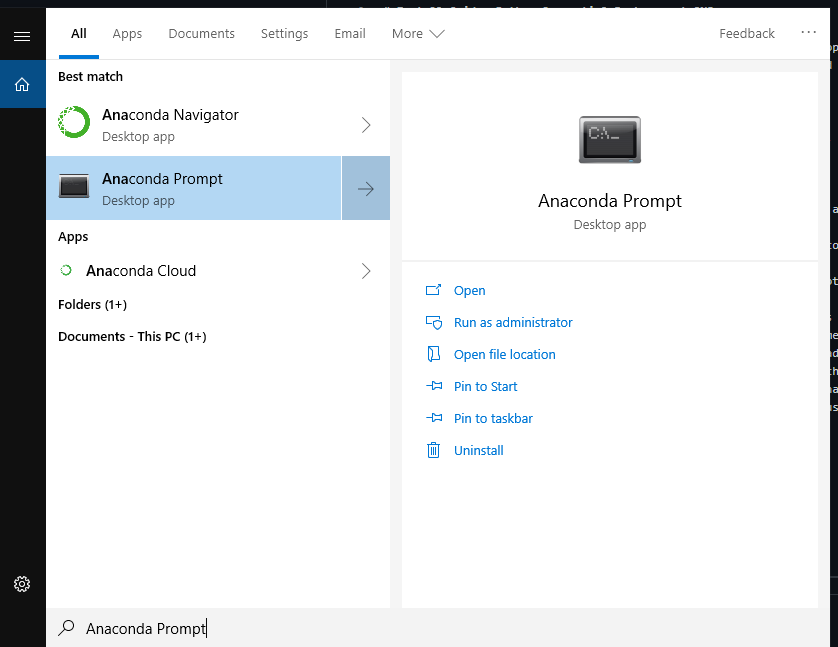 All Apps Documents Settings Email More Feedback ...
Best match
Anaconda Navigator
Desktop app
Anaconda Prompt
Desktop app
Apps
Anaconda Cloud
Folders (1+)
Documents - This PC (1+)
C:\_
Anaconda Prompt
Desktop app
Open
Run as administrator
Open file location
Pin to Start
Pin to taskbar
Uninstall
Anaconda Prompt